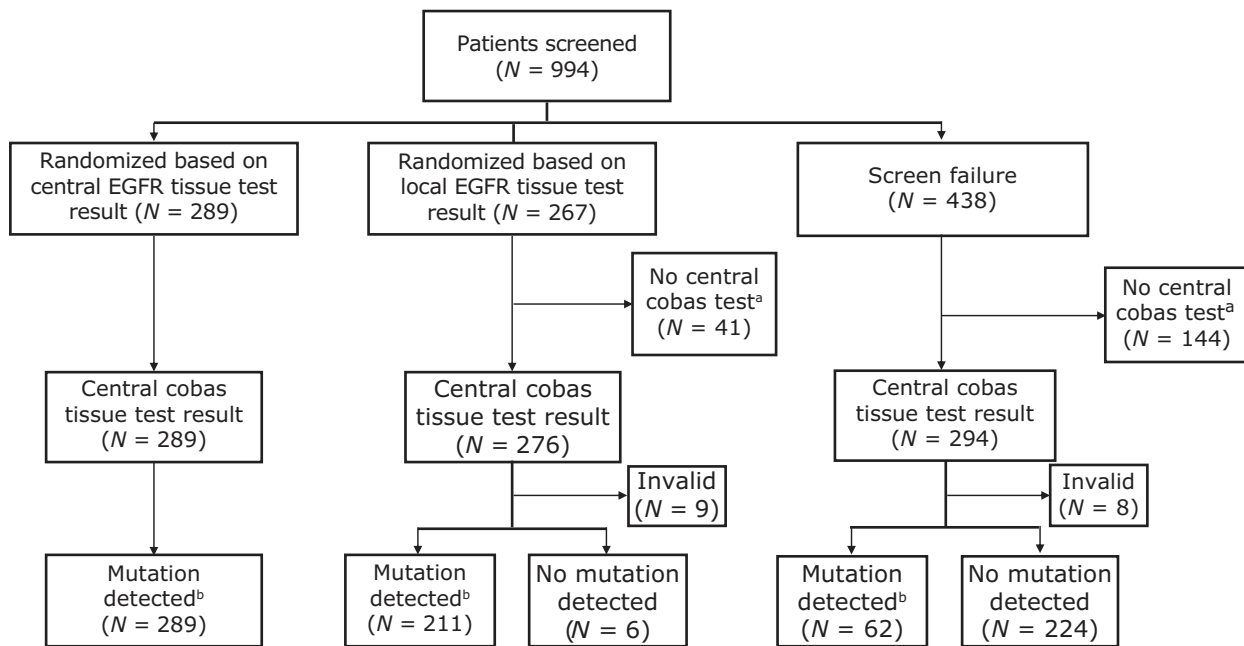 Patients screened
(N = 994)
Randomized based on
central EGFR tissue test
result (N = 289)
Randomized based on
local EGFR tissue test
result (N = 267)
Screen failure
(N = 438)
No central
cobas testᵃ
(N = 41)
No central
cobas testᵃ
(N = 144)
Central cobas
tissue test result
(N = 289)
Central cobas
tissue test result
(N = 276)
Central cobas
tissue test result
(N = 294)
Invalid
(N = 9)
Invalid
(N = 8)
Mutation
detectedᵇ
(N = 289)
Mutation
detectedᵇ
(N = 211)
No mutation
detected
(N = 6)
Mutation
detectedᵇ
(N = 62)
No mutation
detected
(N = 224)